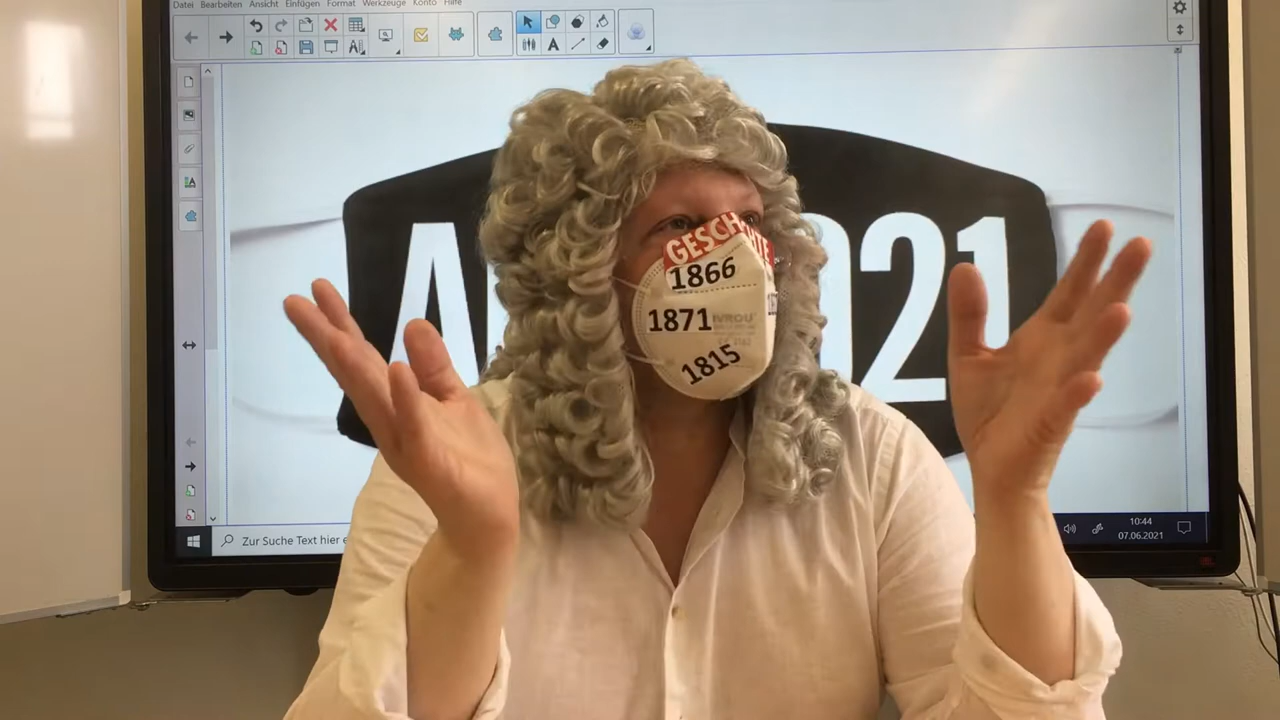 Datei Bearbeiten Ansicht Einfügen Format Werkzeuge Konto Hilfe
A 021
GESCH
1866
1871
1815
Zur Suche Text hier e
10:44
07.06.2021